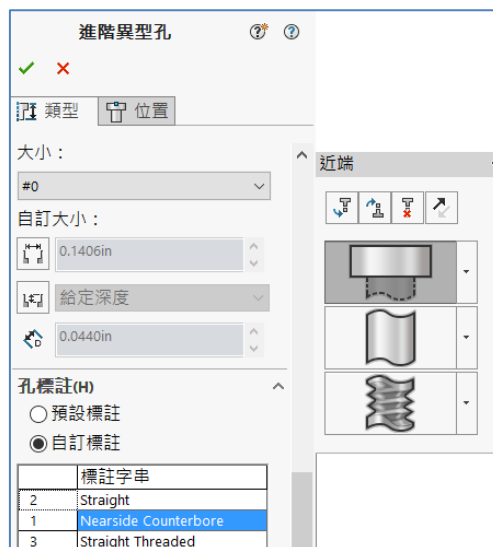 進階異型孔
類型
位置
大小：
#0
自訂大小：
0.1406in
給定深度
0.0440in
孔標註(H)
預設標註
自訂標註
標註字串
2 Straight
1 Nearside Counterbore
3 Straight Threaded
近端